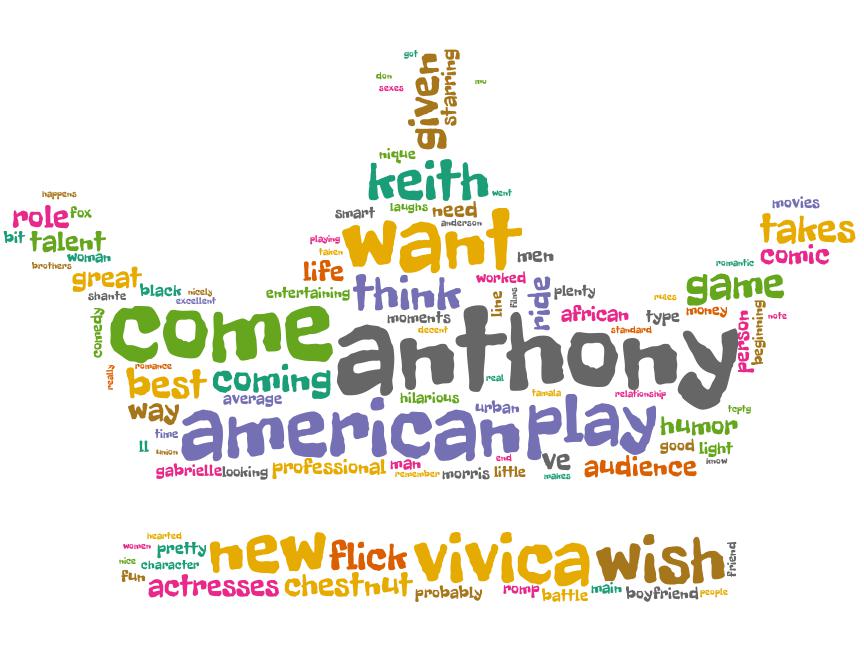 got
don
sexes
given
starring
mo
nique
keith
went
happens
role fox
bit talent
woman
brothers
great
smart laughs need
anderson
movies
takes
comic
romantic
playing
want
men
taken
life
worked
game
shante black nicely
excellent
entertaining think
line
films
ride
plenty
rules
money
note
comedy
come
moments
decent
anthony
african type
standard
person
beginning
really
romance
best coming
real
average
hilarious
tamala
relationship
way
american
urban
play
tcpty
humor
time
ll
union
good light
know
gabrielle looking professional man
remember morris little
end
ve
makes
audience
hearted
women pretty
new flick vivica wish
friend
nice character
fun
actresses chestnut probably
romp battle main boyfriend people